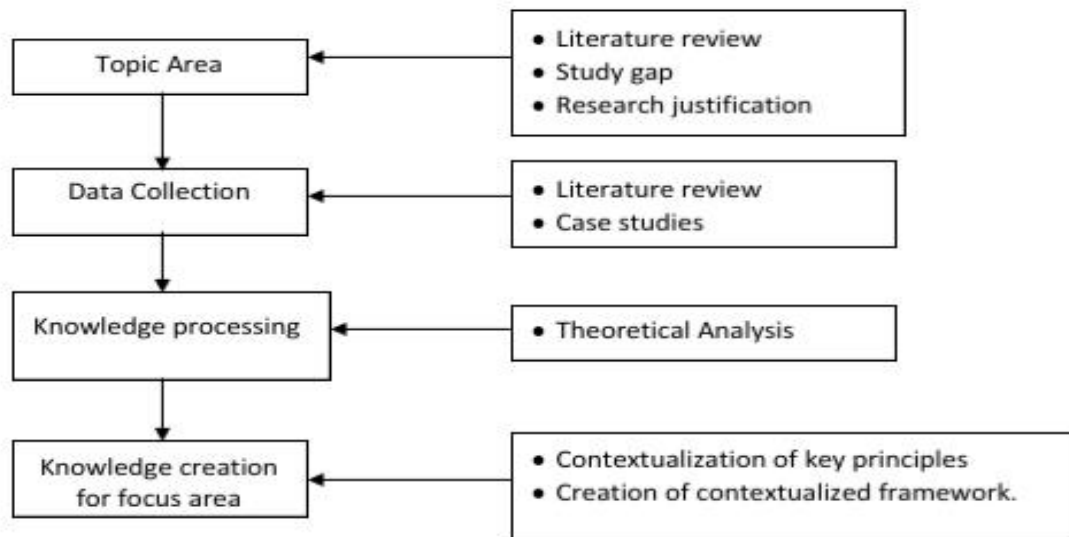 Topic Area
• Literature review
• Study gap
• Research justification
Data Collection
• Literature review
• Case studies
Knowledge processing
• Theoretical Analysis
Knowledge creation
for focus area
• Contextualization of key principles
• Creation of contextualized framework.